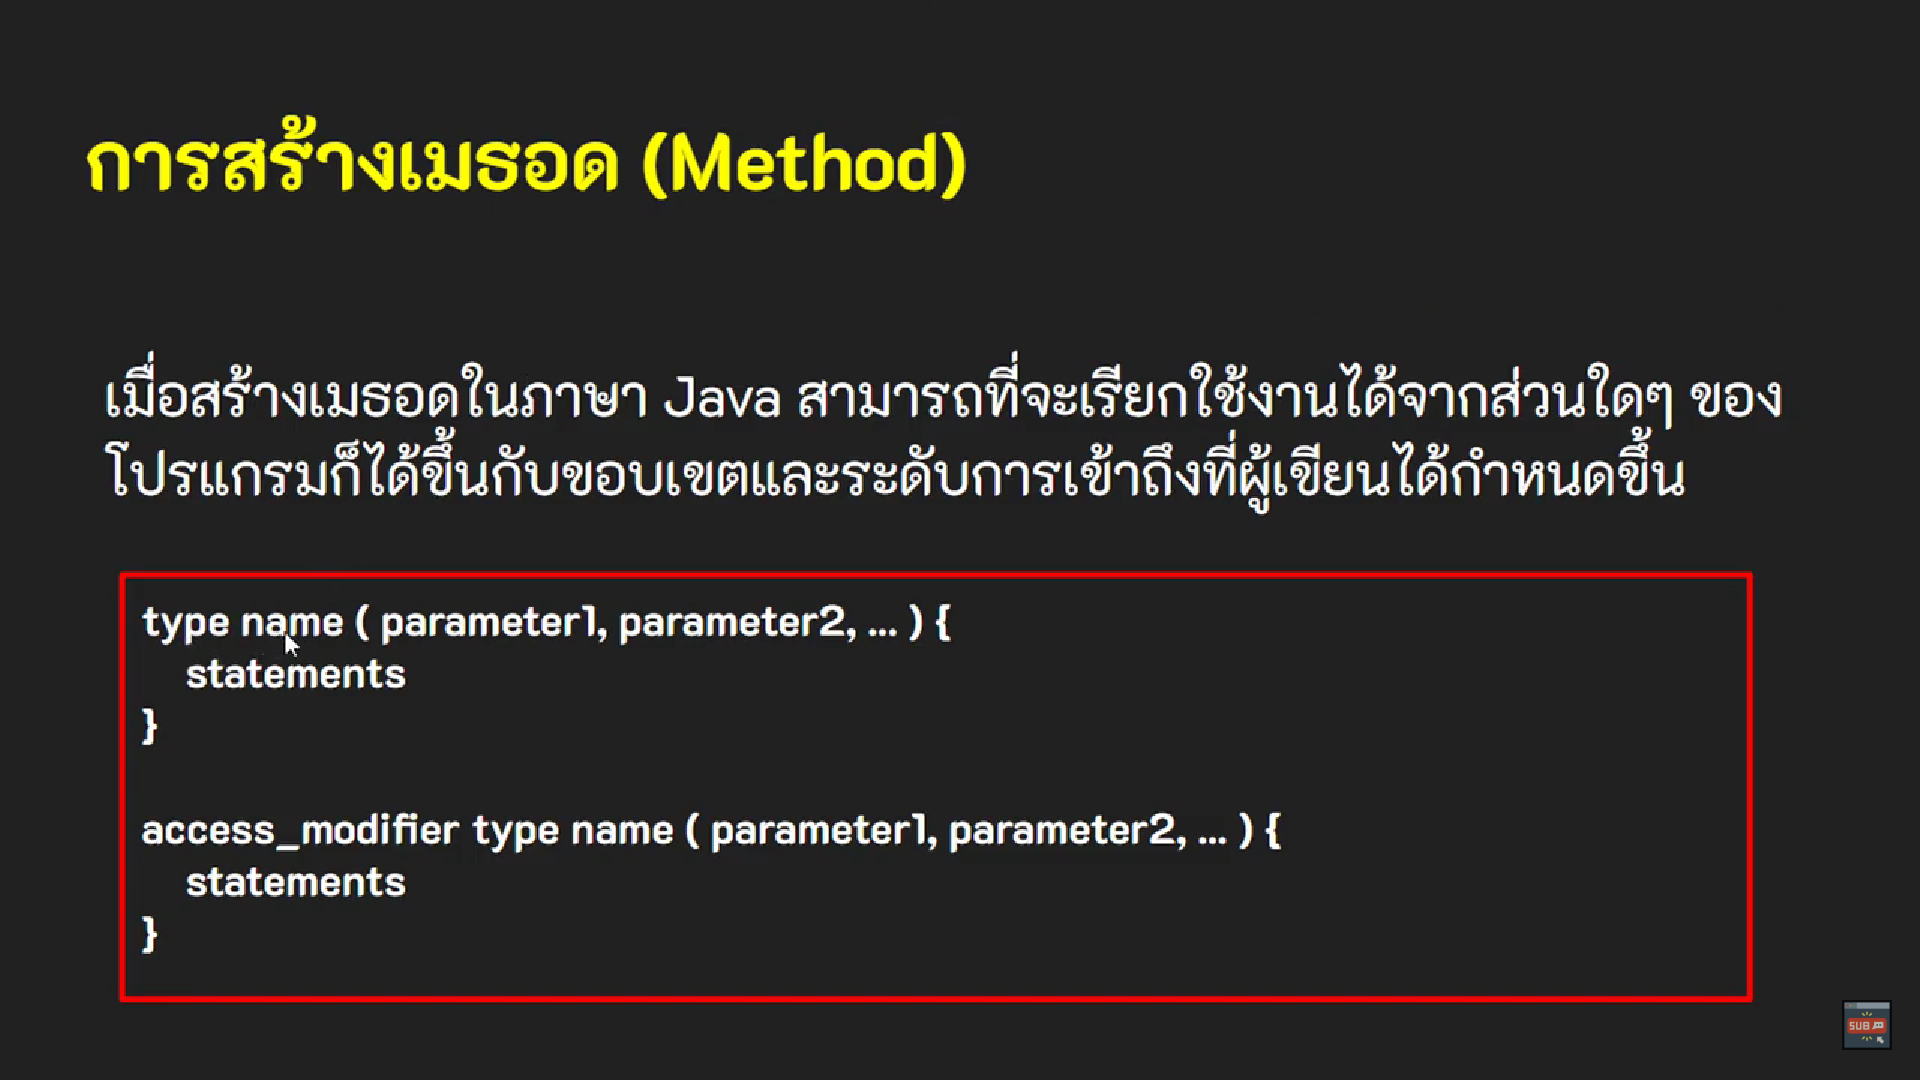 การสร้างเมธอด (Method)
เมื่อสร้างเมธอดในภาษา Java สามารถที่จะเรียกใช้งานได้จากส่วนใดๆ ของ
โปรแกรมก็ได้ขึ้นกับขอบเขตและระดับการเข้าถึงที่ผู้เขียนได้กำหนดขึ้น
type name ( parameter1, parameter2, ... ) {
statements
}
access_modifier type name ( parameter1, parameter2, ... ) {
statements
}
SUB